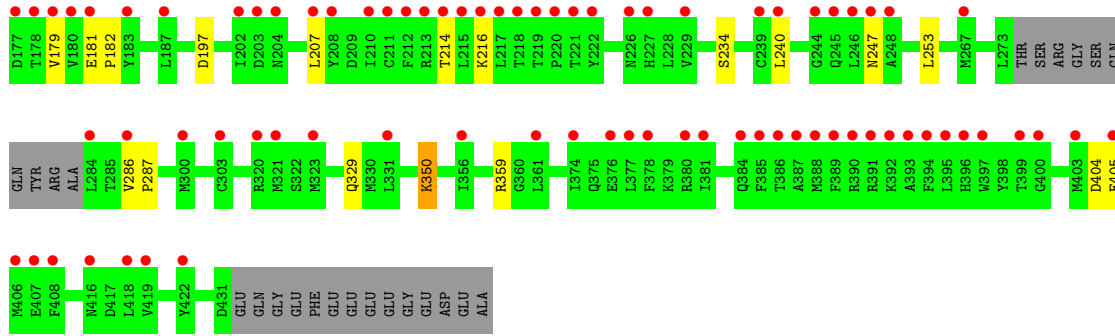 D177 T178 V179 V180 E181 P182 Y183 L187 D197 I202 D203 N204 L207 Y208 D209 I210 C211 F212 R213 T214 L215 K216 L217 T218 T219 P220 T221 Y222 N226 H227 L228 V229 S234 C239 L240 G244 Q245 L246 N247 A248 L253 M267 L273 THR SER ARG GLY SER GLN
GLN TYR ARG ALA L284 T285 V286 P287 M300 C303 R320 M321 S322 M323 Q329 M330 L331 K350 I356 R359 G360 L361 I374 Q375 E376 L377 F378 K379 R380 I381 Q384 F385 T386 A387 M388 F389 R390 R391 K392 A393 F394 L395 H396 W397 Y398 T399 G400 M403 D404 E405
M406 E407 F408 N416 D417 L418 V419 Y422 D431 GLU GLN GLY GLU PHE GLU GLU GLU GLU GLY GLU ASP GLU ALA